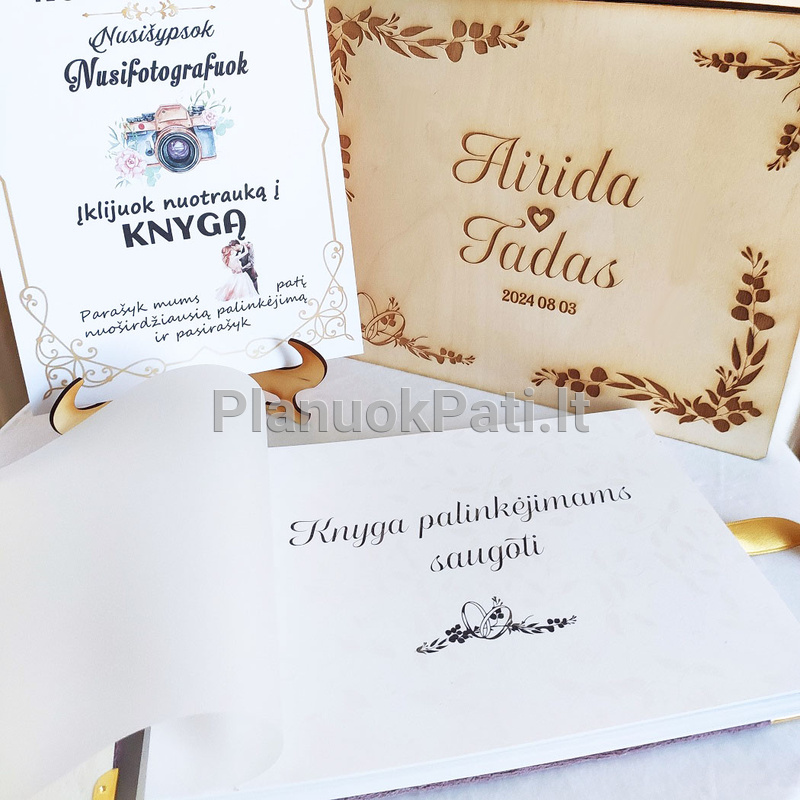 Nusišypsok
Nusifotografuok
Įklijuok nuotrauką į
KNYGĄ
Parašyk mums patį
nuoširdžiausią palinkėjimą
ir pasirašyk
Airida
Tadas
2024 08 03
PlanuokPati.lt
Knyga palinkėjimams
saugoti